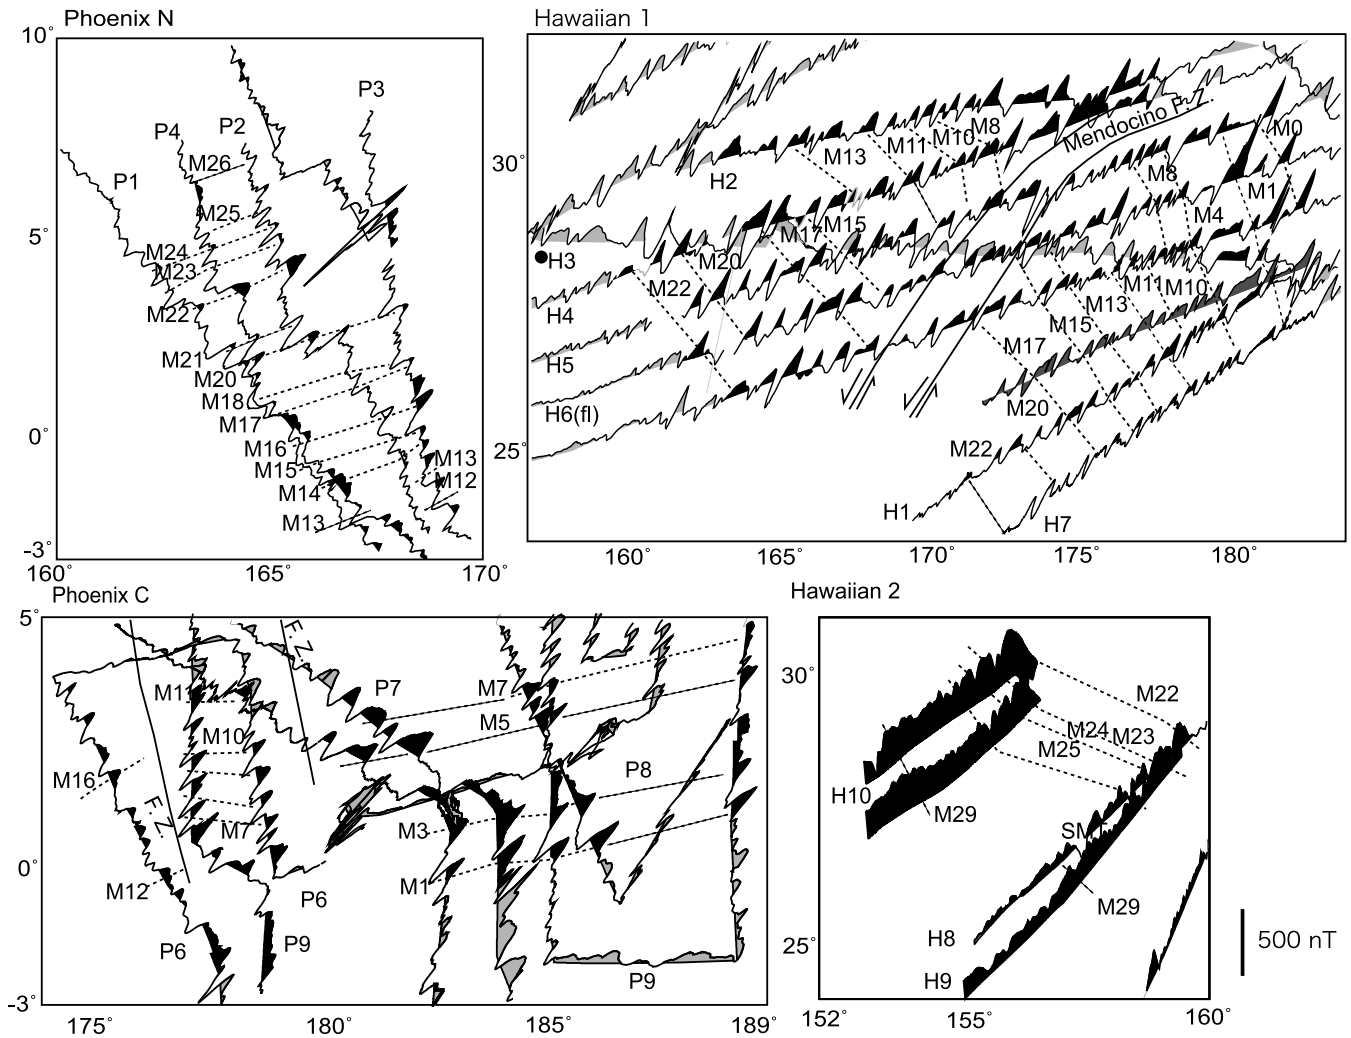 Phoenix N
10°
5°
0°
-3°
160°
165°
170°
P1
P4
P2
P3
M26
M25
M24
M23
M22
M21
M20
M18
M17
M16
M15
M14
M13
M13
M12
Hawaiian 1
30°
25°
160°
165°
170°
175°
180°
H2
H3
H4
H5
H6(fl)
H1
H7
M13
M11
M10
M8
Mendocino F.Z.
M0
M8
M1
M4
M17
M15
M20
M22
M11
M10
M13
M15
M17
M20
M22
Phoenix C
5°
0°
-3°
175°
180°
185°
189°
F.Z.
F.Z.
M11
M10
M16
M7
M12
P6
P6
P9
P7
M7
M5
M3
M1
P8
P9
Hawaiian 2
30°
25°
152°
155°
160°
M22
M24
M23
M25
H10
M29
SM
M29
H8
H9
500 nT